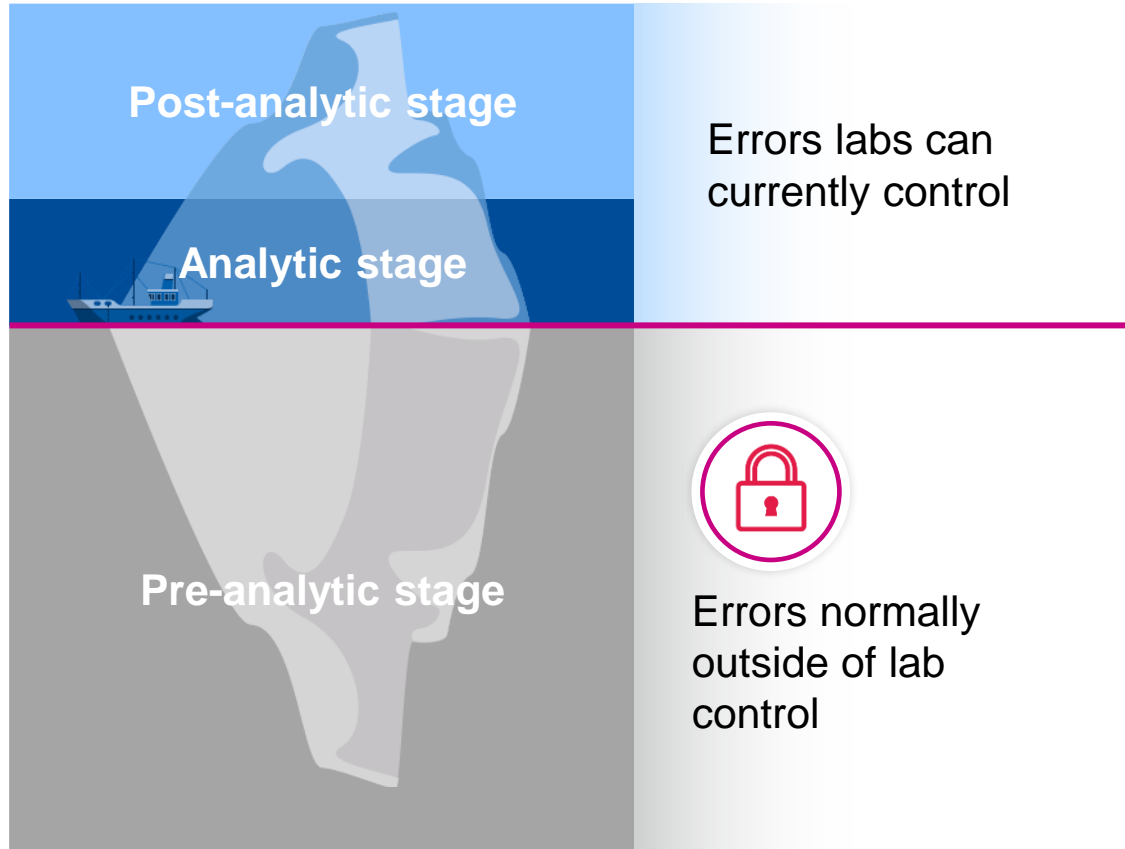 Post-analytic stage
Errors labs can
currently control
Analytic stage
Pre-analytic stage
Errors normally
outside of lab
control